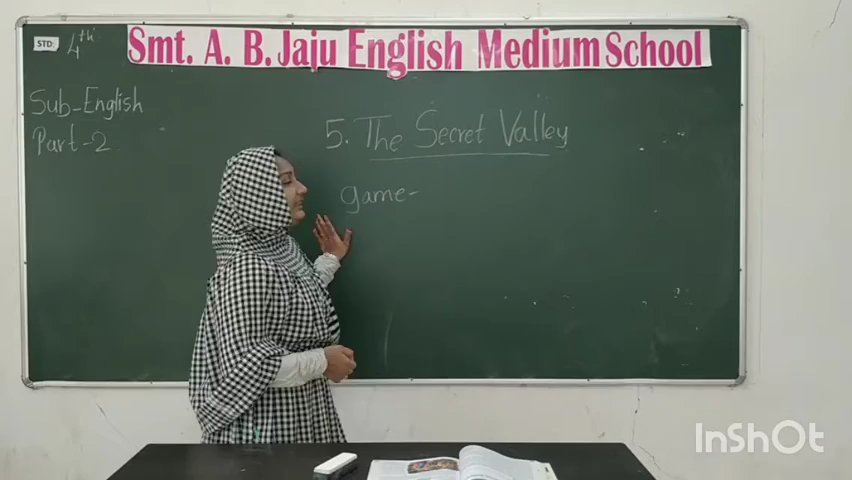 STD: 4th
Smt. A. B. Jaju English Medium School
Sub-English
Part-2
5. The Secret Valley
game-
InShOt